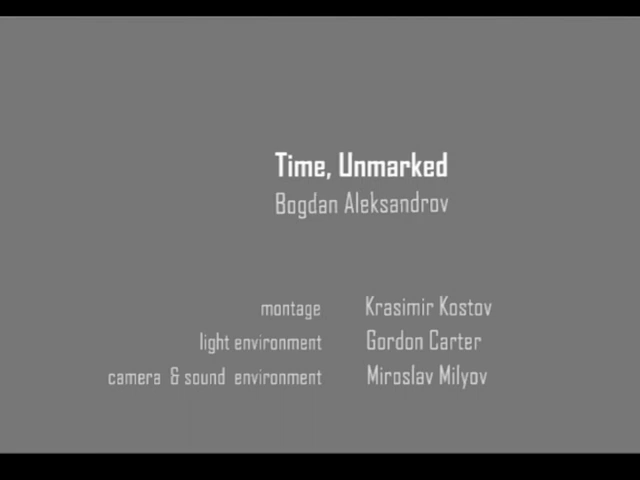 Time, Unmarked
Bogdan Aleksandrov
montage Krasimir Kostov
light environment Gordon Carter
camera & sound environment Miroslav Milyov